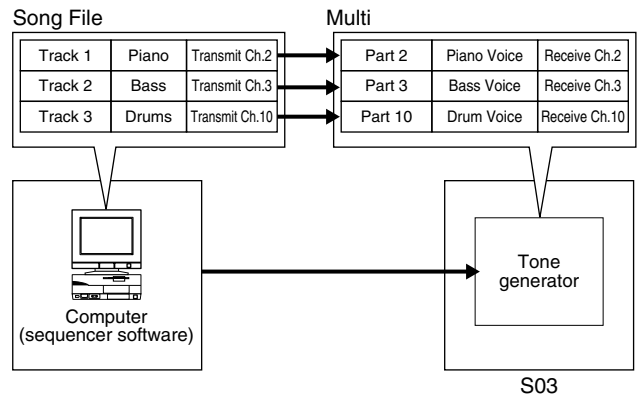 Song File
Multi
Track 1 Piano Transmit Ch.2
Part 2 Piano Voice Receive Ch.2
Track 2 Bass Transmit Ch.3
Part 3 Bass Voice Receive Ch.3
Track 3 Drums Transmit Ch.10
Part 10 Drum Voice Receive Ch.10
Computer
(sequencer software)
Tone
generator
S03